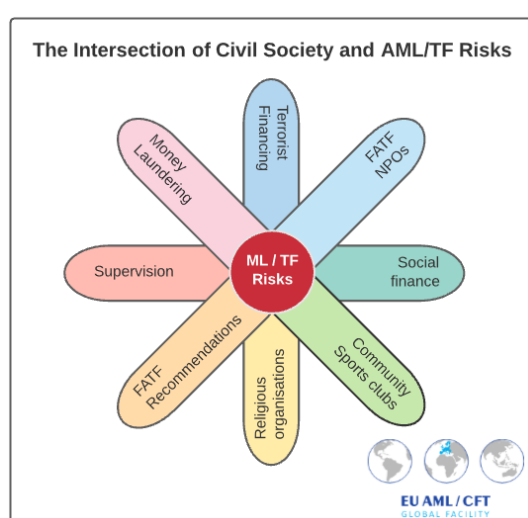 The Intersection of Civil Society and AML/TF Risks
Terrorist
Financing
FATF
NPOs
Money
Laundering
ML / TF
Risks
Supervision
Social
finance
FATF
Recommendations
Religious
organisations
Community
Sports clubs
EU AML / CFT
GLOBAL FACILITY